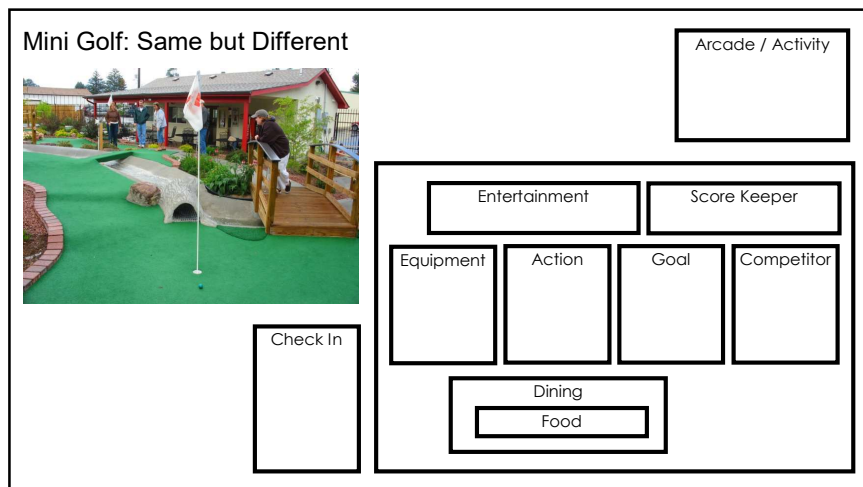 Mini Golf: Same but Different
Arcade / Activity
Entertainment
Score Keeper
Equipment
Action
Goal
Competitor
Check In
Dining
Food